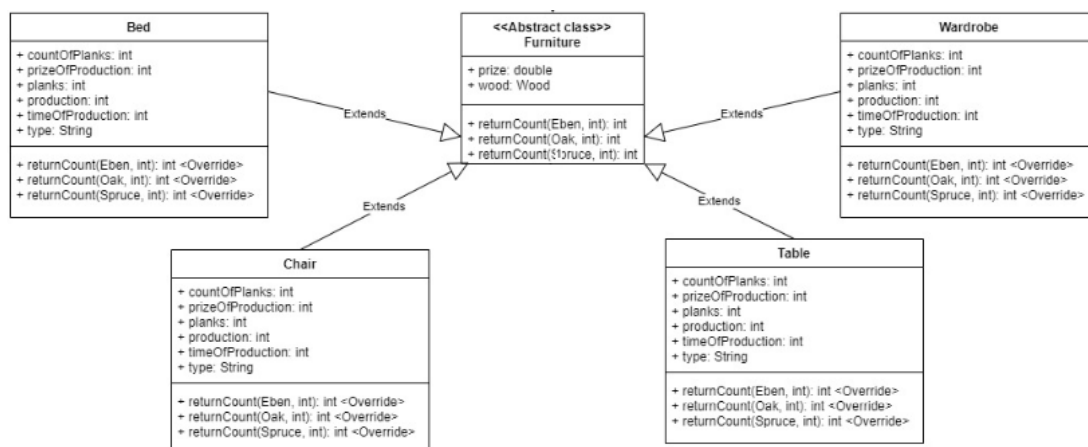 Bed
+ countOfPlanks: int
+ prizeOfProduction: int
+ planks: int
+ production: int
+ timeOfProduction: int
+ type: String
+ returnCount(Eben, int): int <Override>
+ returnCount(Oak, int): int <Override>
+ returnCount(Spruce, int): int <Override>
<<Abstract class>>
Furniture
+ prize: double
+ wood: Wood
+ returnCount(Eben, int): int
+ returnCount(Oak, int): int
+ returnCount(Spruce, int): int
Wardrobe
+ countOfPlanks: int
+ prizeOfProduction: int
+ planks: int
+ production: int
+ timeOfProduction: int
+ type: String
+ returnCount(Eben, int): int <Override>
+ returnCount(Oak, int): int <Override>
+ returnCount(Spruce, int): int <Override>
Extends
Extends
Extends
Extends
Chair
+ countOfPlanks: int
+ prizeOfProduction: int
+ planks: int
+ production: int
+ timeOfProduction: int
+ type: String
+ returnCount(Eben, int): int <Override>
+ returnCount(Oak, int): int <Override>
+ returnCount(Spruce, int): int <Override>
Table
+ countOfPlanks: int
+ prizeOfProduction: int
+ planks: int
+ production: int
+ timeOfProduction: int
+ type: String
+ returnCount(Eben, int): int <Override>
+ returnCount(Oak, int): int <Override>
+ returnCount(Spruce, int): int <Override>